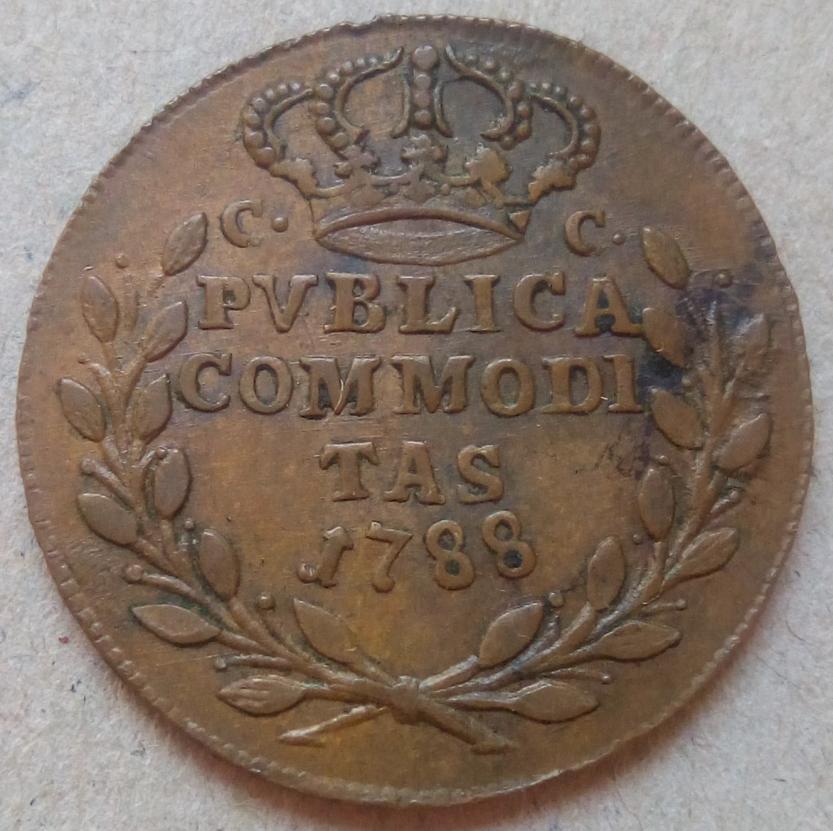 C. C.
PVBLICA
COMMODI
TAS
1788